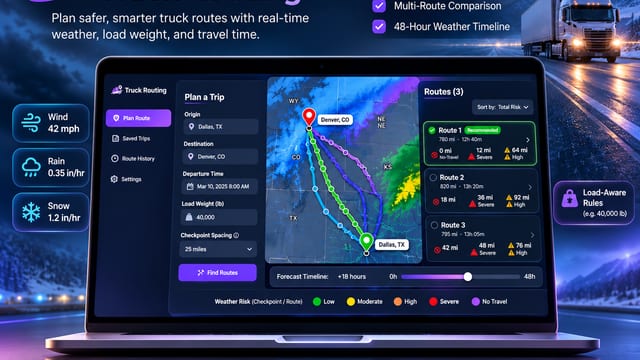 Plan safer, smarter truck routes with real-time
weather, load weight, and travel time.
Multi-Route Comparison
48-Hour Weather Timeline
Wind
42 mph
Rain
0.35 in/hr
Snow
1.2 in/hr
Truck Routing
Plan Route
Saved Trips
Route History
Settings
Plan a Trip
Origin
Dallas, TX
Destination
Denver, CO
Departure Time
Mar 10, 2025 8:00 AM
Load Weight (lb)
40,000
Checkpoint Spacing
25 miles
Find Routes
WY
Denver, CO
NE
NE
CO
KS
TX
Dallas, TX
Routes (3)
Sort by: Total Risk
Route 1 Recommended
780 mi - 12h 40m
0 mi 12 mi 64 mi
No-Travel Severe High
Route 2
820 mi - 13h 20m
18 mi 36 mi 92 mi
Severe High
Route 3
795 mi - 13h 05m
42 mi 48 mi 76 mi
Severe High
Forecast Timeline: +18 hours 0h 48h
Weather Risk (Checkpoint / Route) Low Moderate High Severe No Travel
Load-Aware
Rules
(e.g. 40,000 lb)